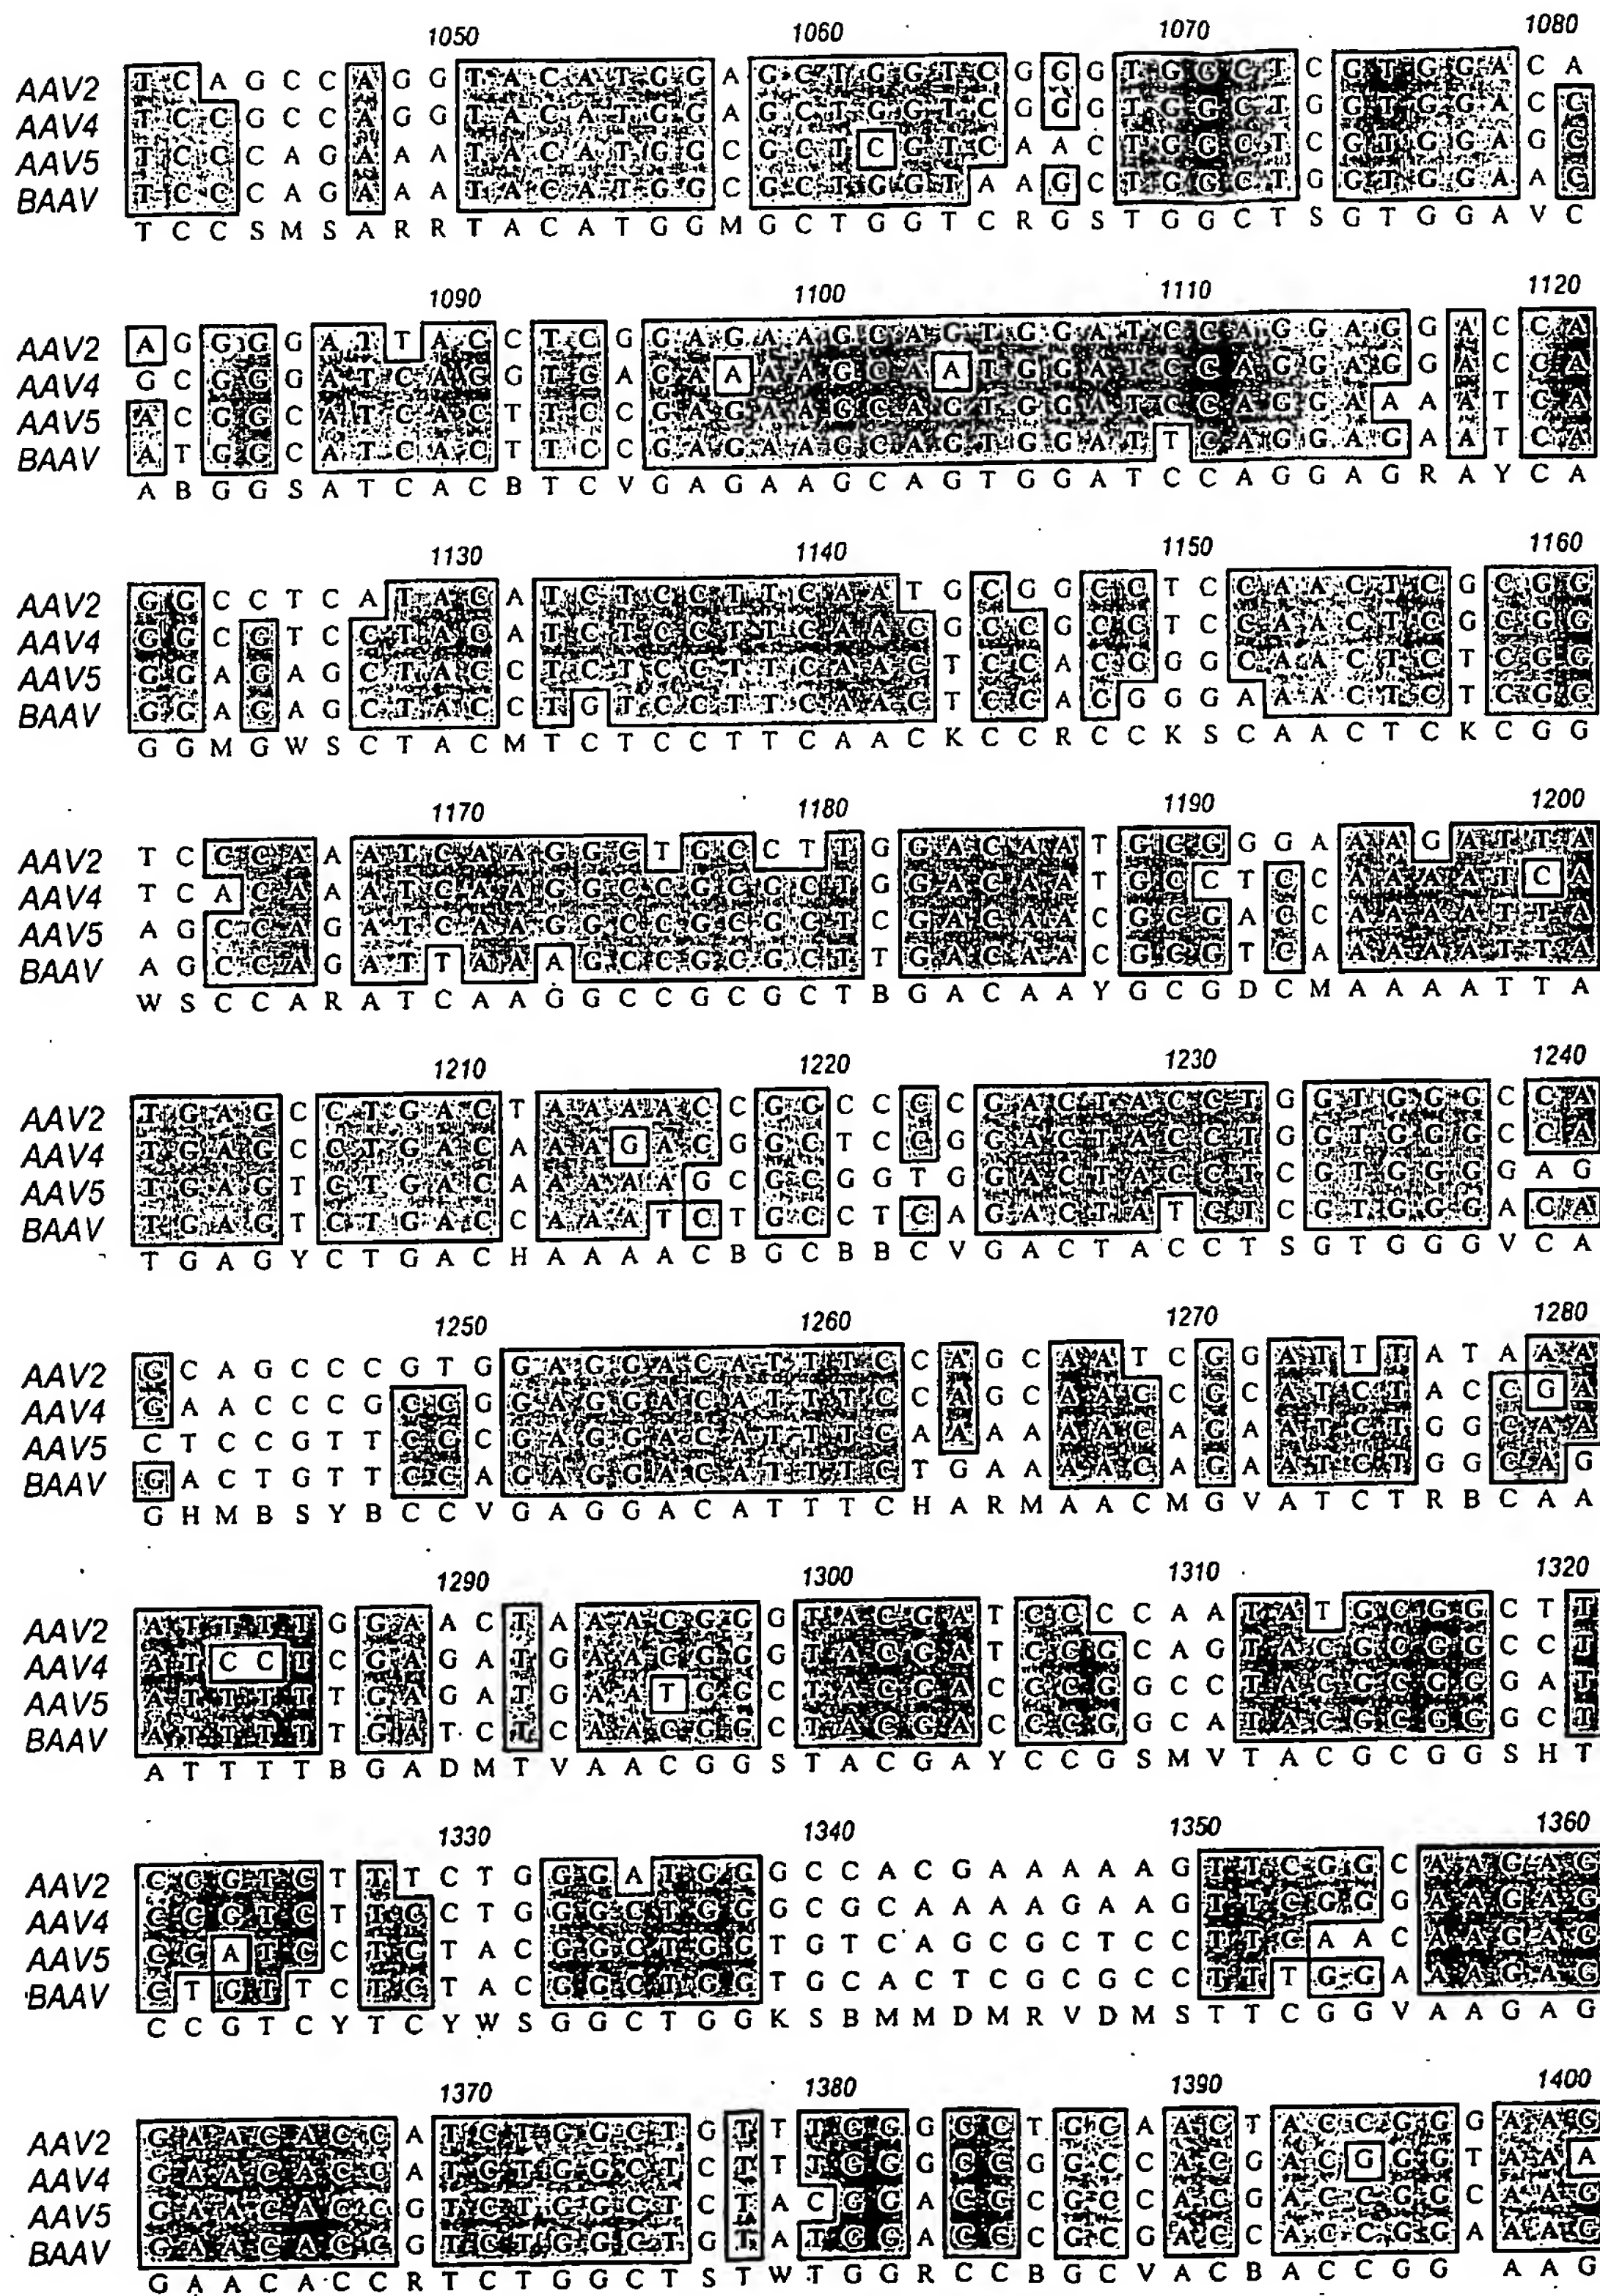 1050 1060 1070 1080
AAV2 T C A G C C A G G T A C A T G G A G C T G G T C G G G T G G C T C G T G G A C A
AAV4 T C C G C C A G G T A C A T G G A G C T G G T C G G G T G G C T G G T G G A C C
AAV5 T C C C A G A A A T A C A T G G C G C T C G T C A A C T G G C T C G T G G A G C
BAAV T C C C A G A A A T A C A T G G C G C T G G T A A G C T G G C T G G T G G A A C
T C C S M S A R R T A C A T G G M G C T G G T C R G S T G G C T S G T G G A V C
1090 1100 1110 1120
AAV2 A G G G G A T T A C C T C G G A G A A G C A G T G G A T C C A G G A G G A C C A
AAV4 G C G G G A T C A C G T C A G A A A A G C A A T G G A T C C A G G A G G A C C A
AAV5 A C G G C A T C A C T T C C G A G A A G C A G T G G A T C C A G G A A A A T C A
BAAV A T G G C A T C A C T T C C G A G A A G C A G T G G A T T C A G G A G A A T C A
A B G G S A T C A C B T C V G A G A A G C A G T G G A T C C A G G A G R A Y C A
1130 1140 1150 1160
AAV2 G G C C T C A T A C A T C T C C T T C A A T G C G G C C T C C A A C T C G C G G
AAV4 G G C G T C C T A C A T C T C C T T C A A C G C C G C C T C C A A C T C G C G G
AAV5 G G A G A G C T A C C T C T C C T T C A A C T C C A C C G G C A A C T C T C G G
BAAV G G A G A G C T A C C T G T C C T T C A A C T C C A C G G G A A A C T C T C G G
G G M G W S C T A C M T C T C C T T C A A C K C C R C C K S C A A C T C K C G G
1170 1180 1190 1200
AAV2 T C C C A A A T C A A G G C T G C C T T G G A C A A T G C G G G A A A G A T T A
AAV4 T C A C A A A T C A A G G C C G C G C T G G A C A A T G C C T C C A A A A T C A
AAV5 A G C C A G A T C A A G G C C G C G C T C G A C A A C G C G A C C A A A A T T A
BAAV A G C C A G A T T A A A G C C G C G C T T G A C A A C G C G T C A A A A A T T A
W S C C A R A T C A A G G C C G C G C T B G A C A A Y G C G D C M A A A A T T A
1210 1220 1230 1240
AAV2 T G A G C C T G A C T A A A A C C G C C C C C G A C T A C C T G G T G G G C C A
AAV4 T G A G C C T G A C A A A G A C G G C T C C G G A C T A C C T G G T G G G C C A
AAV5 T G A G T C T G A C A A A A A G C G C G G T G G A C T A C C T C G T G G G G A G
BAAV T G A G T C T G A C C A A A T C T G C C T C A G A C T A T C T C G T G G G A C A
T G A G Y C T G A C H A A A A C B G C B B C V G A C T A C C T S G T G G G V C A
1250 1260 1270 1280
AAV2 G C A G C C C G T G G A G G A C A T T T C C A G C A A T C G G A T T T A T A A A
AAV4 G A A C C C G C C G G A G G A C A T T T C C A G C A A C C G C A T C T A C C G A
AAV5 C T C C G T T C C C G A G G A C A T T T C A A A A A A C A G A A T C T G G C A A
BAAV G A C T G T T C C A G A G G A C A T T T C T G A A A A C A G A A T C T G G C A G
G H M B S Y B C C V G A G G A C A T T T C H A R M A A C M G V A T C T R B C A A
1290 1300 1310 1320
AAV2 A T T T T G G A A C T A A A C G G G T A C G A T C C C C A A T A T G C G G C T T
AAV4 A T C C T C G A G A T G A A C G G G T A C G A T C C G C A G T A C G C G G C C T
AAV5 A T T T T T G A G A T G A A T G G C T A C G A C C C G G C C T A C G C G G G A T
BAAV A T T T T T G A T C T C A A C G G C T A C G A C C C G G C A T A C G C G G G C T
A T T T T B G A D M T V A A C G G S T A C G A Y C C G S M V T A C G C G G S H T
1330 1340 1350 1360
AAV2 C C G T C T T T C T G G G A T G G G C C A C G A A A A A G T T C G G C A A G A G
AAV4 C C G T C T T C C T G G G C T G G G C G C A A A A G A A G T T C G G G A A G A G
AAV5 C G A T C C T C T A C G G C T G G T G T C A G C G C T C C T T C A A C A A G A G
BAAV C T G T T C T C T A C G G C T G G T G C A C T C G C G C C T T T G G A A A G A G
C C G T C Y T C Y W S G G C T G G K S B M M D M R V D M S T T C G G V A A G A G
1370 1380 1390 1400
AAV2 G A A C A C C A T C T G G C T G T T T G G G C C T G C A A C T A C C G G G A A G
AAV4 G A A C A C C A T C T G G C T C T T T G G G C C G G C C A C G A C G G G T A A A
AAV5 G A A C A C C G T C T G G C T C T A C G G A C C C G C C A C G A C C G G C A A G
BAAV G A A C A C G G T C T G G C T G T A T G G A C C C G C G A C C A C C G G A A A G
G A A C A C C R T C T G G C T S T W T G G R C C B G C V A C B A C C G G A A G